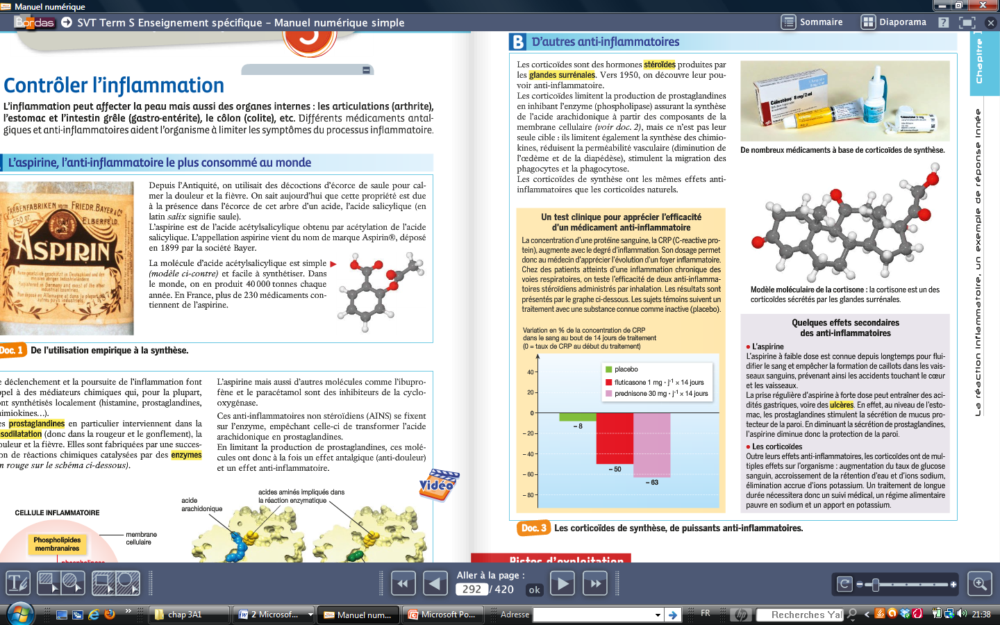 Manuel numérique
Bordas SVT Term S Enseignement spécifique – Manuel numérique simple
Sommaire
Diaporama
?
Contrôler l'inflammation
L'inflammation peut affecter la peau mais aussi des organes internes : les articulations (arthrite),
l'estomac et l'intestin grêle (gastro-entérite), le côlon (colite), etc. Différents médicaments antal-
giques et anti-inflammatoires aident l'organisme à limiter les symptômes du processus inflammatoire.
L'aspirine, l'anti-inflammatoire le plus consommé au monde
FARBENFABRIKEN vorm. FRIEDR. BAYER & Co.
250 gr.
ELBERFELD.
ASPIRIN
Depuis l'Antiquité, on utilisait des décoctions d'écorce de saule pour cal-
mer la douleur et la fièvre. On sait aujourd'hui que cette propriété est due
à la présence dans l'écorce de cet arbre d'un acide, l'acide salicylique (en
latin salix signifie saule).
L'aspirine est de l'acide acétylsalicylique obtenu par acétylation de l'acide
salicylique. L'appellation aspirine vient du nom de marque Aspirin®, déposé
en 1899 par la société Bayer.
La molécule d'acide acétylsalicylique est simple
(modèle ci-contre) et facile à synthétiser. Dans
le monde, on en produit 40 000 tonnes chaque
année. En France, plus de 230 médicaments con-
tiennent de l'aspirine.
Doc. 1 De l'utilisation empirique à la synthèse.
e déclenchement et la poursuite de l'inflammation font
ppel à des médiateurs chimiques qui, pour la plupart,
ont synthétisés localement (histamine, prostaglandines,
himiokines…).
es prostaglandines en particulier interviennent dans la
sodilatation (donc dans la rougeur et le gonflement), la
ouleur et la fièvre. Elles sont fabriquées par une succes-
on de réactions chimiques catalysées par des enzymes
n rouge sur le schéma ci-dessous).
L'aspirine mais aussi d'autres molécules comme l'ibupro-
fène et le paracétamol sont des inhibiteurs de la cyclo-
oxygénase.
Ces anti-inflammatoires non stéroïdiens (AINS) se fixent
sur l'enzyme, empêchant celle-ci de transformer l'acide
arachidonique en prostaglandines.
En limitant la production de prostaglandines, ces molé-
cules ont donc à la fois un effet antalgique (anti-douleur)
et un effet anti-inflammatoire.
Vidéo
CELLULE INFLAMMATOIRE
Phospholipides
membranaires
membrane
cellulaire
phospholipase
acide
arachidonique
acides aminés impliqués dans
la réaction enzymatique
B D'autres anti-inflammatoires
Les corticoïdes sont des hormones stéroïdes produites par
les glandes surrénales. Vers 1950, on découvre leur pou-
voir anti-inflammatoire.
Les corticoïdes limitent la production de prostaglandines
en inhibant l'enzyme (phospholipase) assurant la synthèse
de l'acide arachidonique à partir des composants de la
membrane cellulaire (voir doc. 2), mais ce n'est pas leur
seule cible : ils limitent également la synthèse des chimio-
kines, réduisent la perméabilité vasculaire (diminution de
l'œdème et de la diapédèse), stimulent la migration des
phagocytes et la phagocytose.
Les corticoïdes de synthèse ont les mêmes effets anti-
inflammatoires que les corticoïdes naturels.
Un test clinique pour apprécier l'efficacité
d'un médicament anti-inflammatoire
La concentration d'une protéine sanguine, la CRP (C-reactive pro-
tein), augmente avec le degré d'inflammation. Son dosage permet
donc au médecin d'apprécier l'évolution d'un foyer inflammatoire.
Chez des patients atteints d'une inflammation chronique des
voies respiratoires, on teste l'efficacité de deux anti-inflamma-
toires stéroïdiens administrés par inhalation. Les résultats sont
présentés par le graphe ci-dessous. Les sujets témoins suivent un
traitement avec une substance connue comme inactive (placebo).
Variation en % de la concentration de CRP
dans le sang au bout de 14 jours de traitement
(0 = taux de CRP au début du traitement)
40
20
0
– 20
– 40
– 60
– 80
placebo
fluticasone 1 mg · j-1 × 14 jours
prednisone 30 mg · j-1 × 14 jours
– 8
– 50
– 63
Célestène 8 mg/2ml
De nombreux médicaments à base de corticoïdes de synthèse.
Modèle moléculaire de la cortisone : la cortisone est un des
corticoïdes sécrétés par les glandes surrénales.
Quelques effets secondaires
des anti-inflammatoires
• L'aspirine
L'aspirine à faible dose est connue depuis longtemps pour flui-
difier le sang et empêcher la formation de caillots dans les vais-
seaux sanguins, prévenant ainsi les accidents touchant le cœur
et les vaisseaux.
La prise régulière d'aspirine à forte dose peut entraîner des aci-
dités gastriques, voire des ulcères. En effet, au niveau de l'esto-
mac, les prostaglandines stimulent la sécrétion de mucus pro-
tecteur de la paroi. En diminuant la sécrétion de prostaglandines,
l'aspirine diminue donc la protection de la paroi.
• Les corticoïdes
Outre leurs effets anti-inflammatoires, les corticoïdes ont de mul-
tiples effets sur l'organisme : augmentation du taux de glucose
sanguin, accroissement de la rétention d'eau et d'ions sodium,
élimination accrue d'ions potassium. Un traitement de longue
durée nécessitera donc un suivi médical, un régime alimentaire
pauvre en sodium et un apport en potassium.
Doc. 3 Les corticoïdes de synthèse, de puissants anti-inflammatoires.
Pistes d'exploitation
Chapitre 1
La réaction inflammatoire, un exemple de réponse innée
Aller à la page :
292 / 420 ok
chap 3A1
2 Microsof...
Manuel num...
Microsoft Po...
Adresse
FR
hp
Recherches Ya
21:38